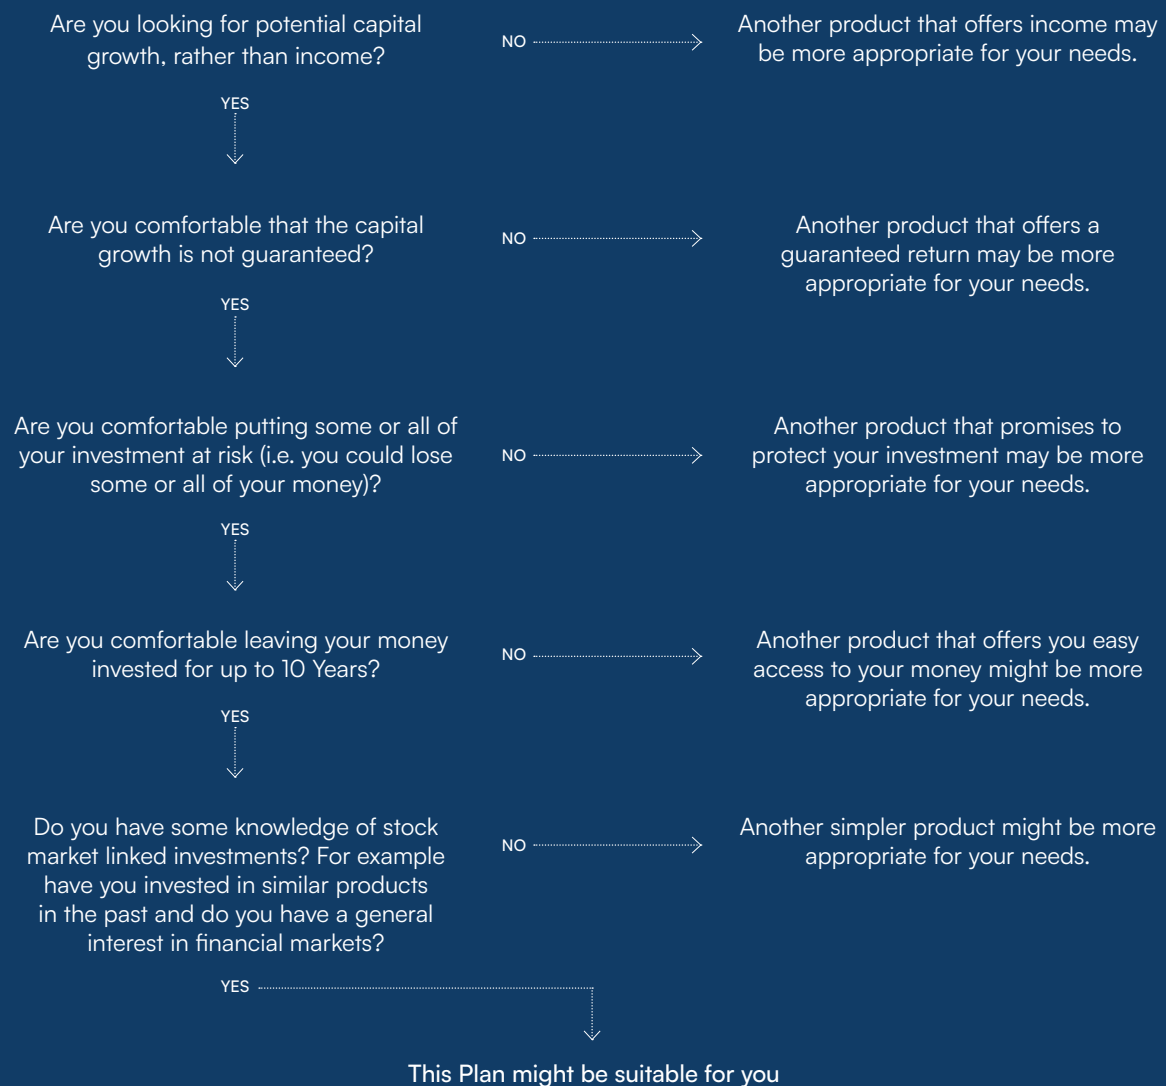 Are you looking for potential capital
growth, rather than income?
NO
Another product that offers income may
be more appropriate for your needs.
YES
Are you comfortable that the capital
growth is not guaranteed?
NO
Another product that offers a
guaranteed return may be more
appropriate for your needs.
YES
Are you comfortable putting some or all of
your investment at risk (i.e. you could lose
some or all of your money)?
NO
Another product that promises to
protect your investment may be more
appropriate for your needs.
YES
Are you comfortable leaving your money
invested for up to 10 Years?
NO
Another product that offers you easy
access to your money might be more
appropriate for your needs.
YES
Do you have some knowledge of stock
market linked investments? For example
have you invested in similar products
in the past and do you have a general
interest in financial markets?
NO
Another simpler product might be more
appropriate for your needs.
YES
This Plan might be suitable for you